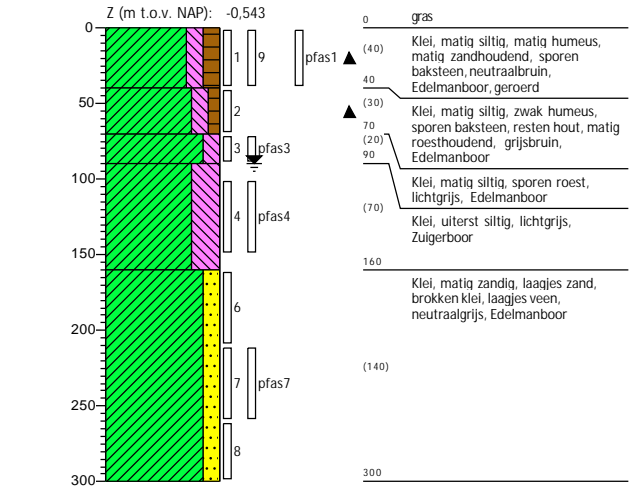 Z (m t.o.v. NAP): -0,543
0
50
100
150
200
250
300
1
9
pfas1
2
3
pfas3
4
pfas4
6
7
pfas7
8
0
gras
(40)
Klei, matig siltig, matig humeus,
matig zandhoudend, sporen
baksteen, neutraalbruin,
Edelmanboor, geroerd
40
(30)
Klei, matig siltig, zwak humeus,
sporen baksteen, resten hout, matig
roesthoudend, grijsbruin,
Edelmanboor
70
(20)
Klei, matig siltig, sporen roest,
lichtgrijs, Edelmanboor
90
(70)
Klei, uiterst siltig, lichtgrijs,
Zuigerboor
160
Klei, matig zandig, laagjes zand,
brokken klei, laagjes veen,
neutraalgrijs, Edelmanboor
(140)
300